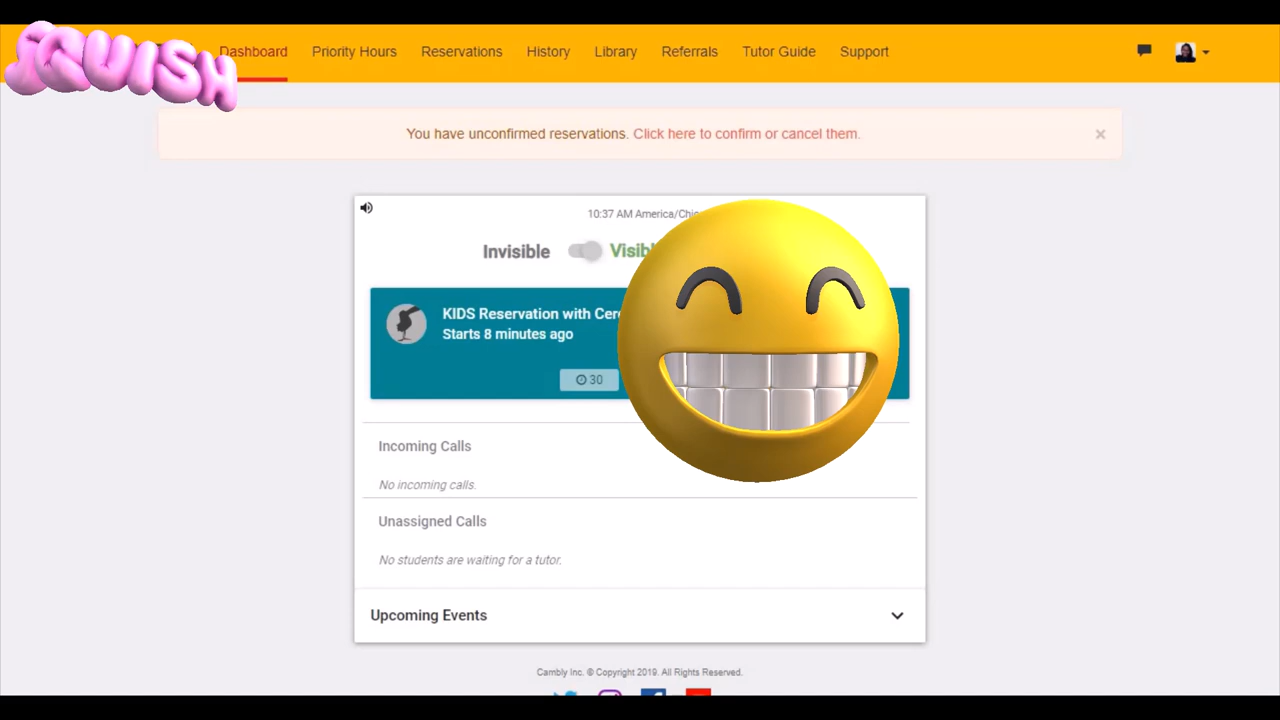 SQUISH
Dashboard Priority Hours Reservations History Library Referrals Tutor Guide Support
You have unconfirmed reservations. Click here to confirm or cancel them. ×
10:37 AM America/Chic
Invisible Visibl
KIDS Reservation with Cere
Starts 8 minutes ago
30
Incoming Calls
No incoming calls.
Unassigned Calls
No students are waiting for a tutor.
Upcoming Events
Cambly Inc. © Copyright 2019. All Rights Reserved.